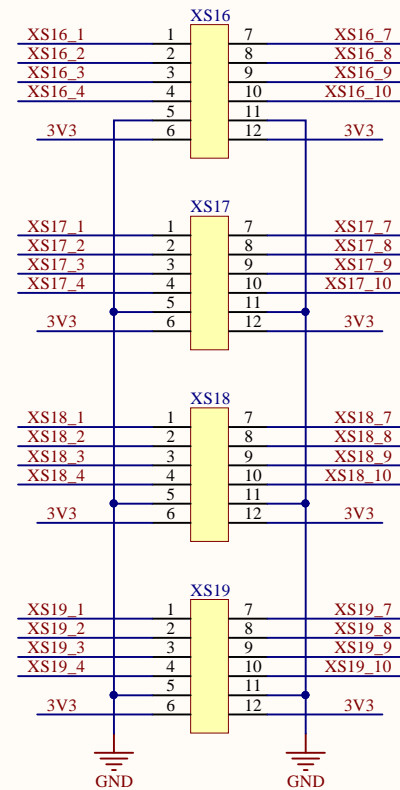 XS16
XS16_1 1 7 XS16_7
XS16_2 2 8 XS16_8
XS16_3 3 9 XS16_9
XS16_4 4 10 XS16_10
5 11
3V3 6 12 3V3
XS17
XS17_1 1 7 XS17_7
XS17_2 2 8 XS17_8
XS17_3 3 9 XS17_9
XS17_4 4 10 XS17_10
5 11
3V3 6 12 3V3
XS18
XS18_1 1 7 XS18_7
XS18_2 2 8 XS18_8
XS18_3 3 9 XS18_9
XS18_4 4 10 XS18_10
5 11
3V3 6 12 3V3
XS19
XS19_1 1 7 XS19_7
XS19_2 2 8 XS19_8
XS19_3 3 9 XS19_9
XS19_4 4 10 XS19_10
5 11
3V3 6 12 3V3
GND GND